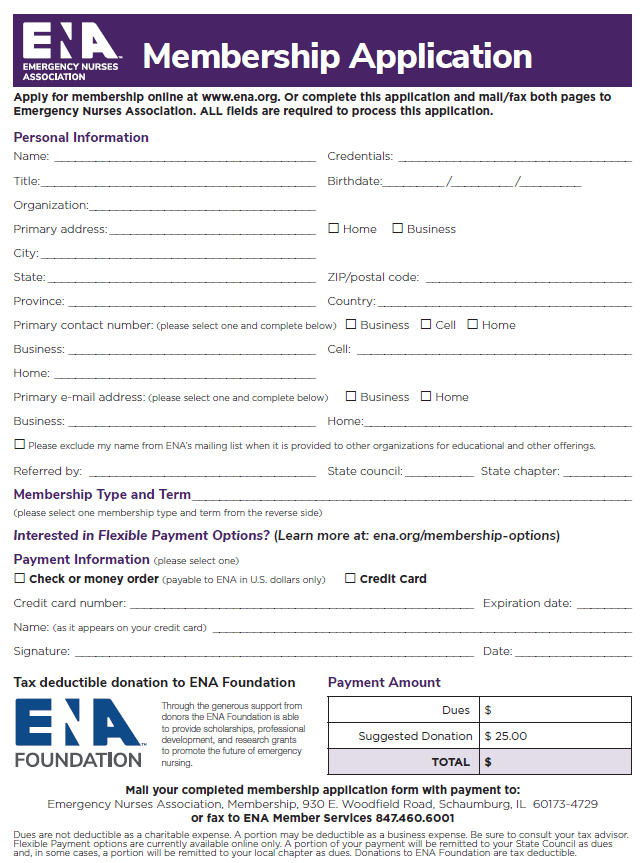 ENA™
EMERGENCY NURSES
ASSOCIATION
Membership Application
Apply for membership online at www.ena.org. Or complete this application and mail/fax both pages to
Emergency Nurses Association. ALL fields are required to process this application.
Personal Information
Name: Credentials:
Title: Birthdate: / /
Organization:
Primary address: ☐ Home ☐ Business
City:
State: ZIP/postal code:
Province: Country:
Primary contact number: (please select one and complete below) ☐ Business ☐ Cell ☐ Home
Business: Cell:
Home:
Primary e-mail address: (please select one and complete below) ☐ Business ☐ Home
Business: Home:
☐ Please exclude my name from ENA's mailing list when it is provided to other organizations for educational and other offerings.
Referred by: State council: State chapter:
Membership Type and Term
(please select one membership type and term from the reverse side)
Interested in Flexible Payment Options? (Learn more at: ena.org/membership-options)
Payment Information (please select one)
☐ Check or money order (payable to ENA in U.S. dollars only) ☐ Credit Card
Credit card number: Expiration date:
Name: (as it appears on your credit card)
Signature: Date:
Tax deductible donation to ENA Foundation
ENA™
FOUNDATION
Through the generous support from
donors the ENA Foundation is able
to provide scholarships, professional
development, and research grants
to promote the future of emergency
nursing.
Payment Amount
Dues $
Suggested Donation $ 25.00
TOTAL $
Mail your completed membership application form with payment to:
Emergency Nurses Association, Membership, 930 E. Woodfield Road, Schaumburg, IL 60173-4729
or fax to ENA Member Services 847.460.6001
Dues are not deductible as a charitable expense. A portion may be deductible as a business expense. Be sure to consult your tax advisor.
Flexible Payment options are currently available online only. A portion of your payment will be remitted to your State Council as dues
and, in some cases, a portion will be remitted to your local chapter as dues. Donations to ENA Foundation are tax deductible.